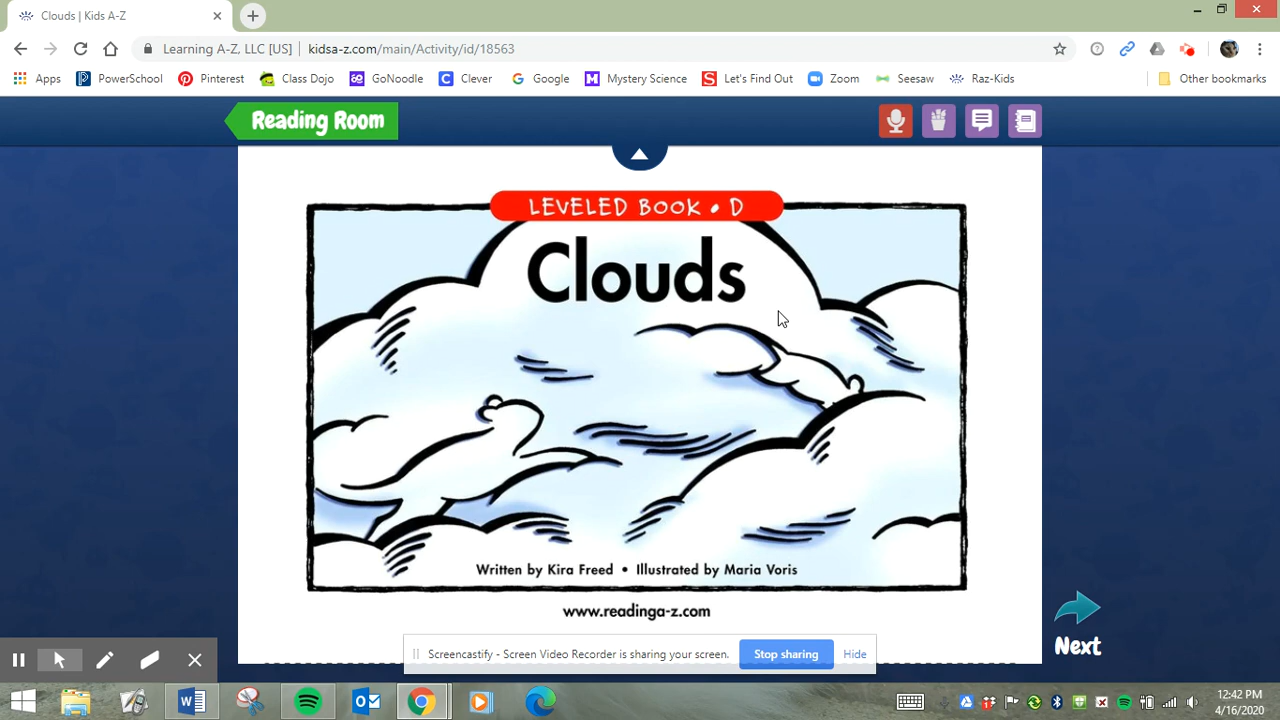 Clouds | Kids A-Z
Learning A-Z, LLC [US] | kidsa-z.com/main/Activity/id/18563
Apps PowerSchool Pinterest Class Dojo GoNoodle Clever Google Mystery Science Let's Find Out Zoom Seesaw Raz-Kids Other bookmarks
Reading Room
LEVELED BOOK • D
Clouds
Written by Kira Freed • Illustrated by Maria Voris
www.readinga-z.com
Next
Screencastify - Screen Video Recorder is sharing your screen. Stop sharing Hide
12:42 PM
4/16/2020